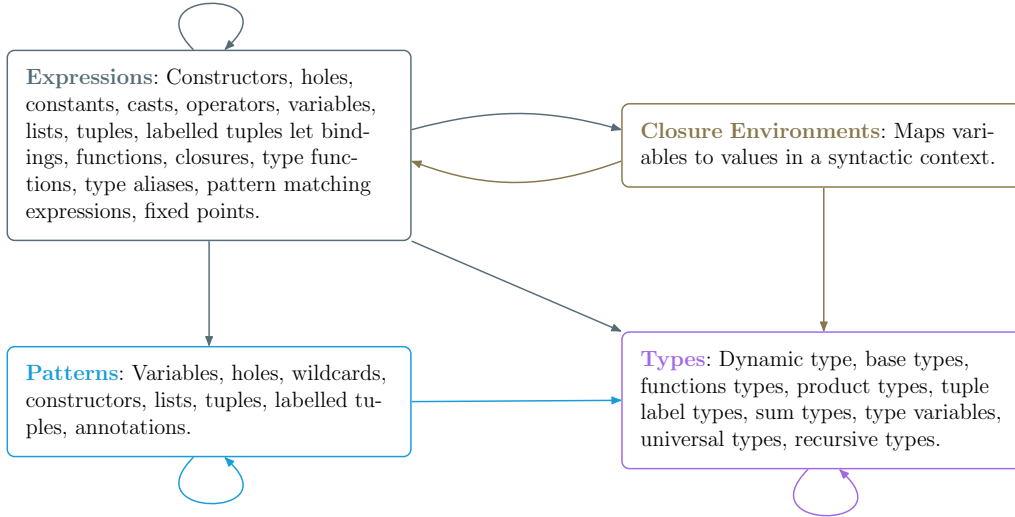 Expressions: Constructors, holes,
constants, casts, operators, variables,
lists, tuples, labelled tuples let bind-
ings, functions, closures, type func-
tions, type aliases, pattern matching
expressions, fixed points.
Closure Environments: Maps vari-
ables to values in a syntactic context.
Patterns: Variables, holes, wildcards,
constructors, lists, tuples, labelled tu-
ples, annotations.
Types: Dynamic type, base types,
functions types, product types, tuple
label types, sum types, type variables,
universal types, recursive types.